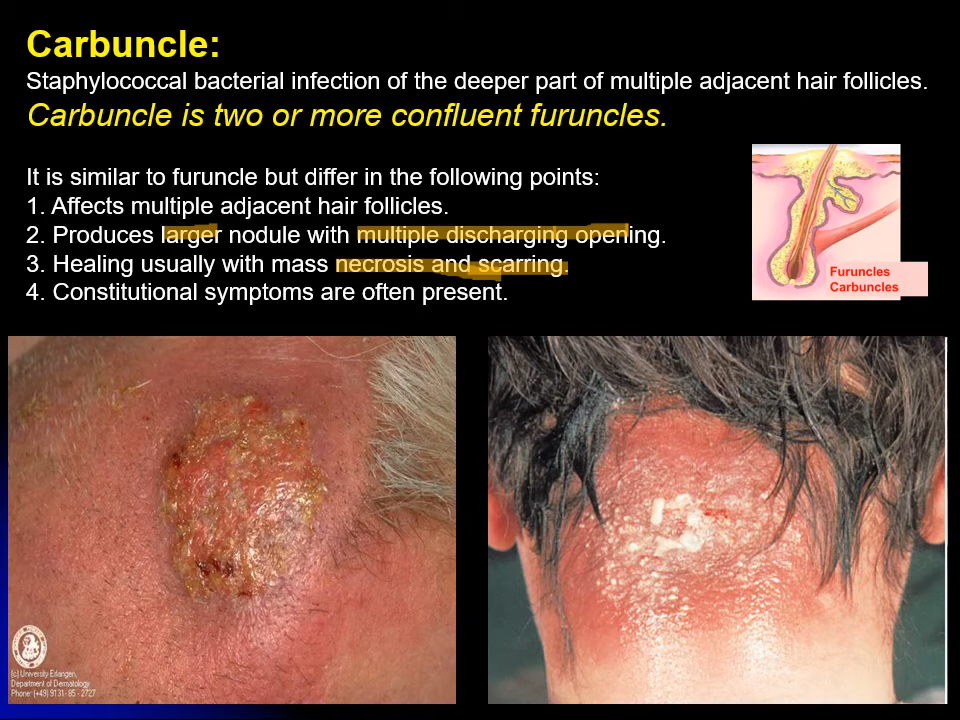 Carbuncle:
Staphylococcal bacterial infection of the deeper part of multiple adjacent hair follicles.
Carbuncle is two or more confluent furuncles.
It is similar to furuncle but differ in the following points:
1. Affects multiple adjacent hair follicles.
2. Produces larger nodule with multiple discharging opening.
3. Healing usually with mass necrosis and scarring.
4. Constitutional symptoms are often present.
Furuncles
Carbuncles
(c) University Erlangen,
Department of Dermatology
Phone: (+49) 9131- 85 - 2727